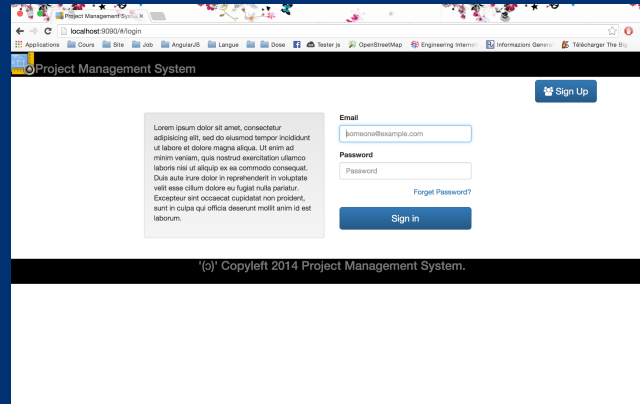 Project Management Syste
localhost:9090/#/login
Applications Cours Site Job AngularJS Langue Dose Tester js OpenStreetMap Engineering Interns Informazioni General Télécharger The Big
Project Management System
Sign Up
Lorem ipsum dolor sit amet, consectetur
adipisicing elit, sed do eiusmod tempor incididunt
ut labore et dolore magna aliqua. Ut enim ad
minim veniam, quis nostrud exercitation ullamco
laboris nisi ut aliquip ex ea commodo consequat.
Duis aute irure dolor in reprehenderit in voluptate
velit esse cillum dolore eu fugiat nulla pariatur.
Excepteur sint occaecat cupidatat non proident,
sunt in culpa qui officia deserunt mollit anim id est
laborum.
Email
someone@example.com
Password
Password
Forget Password?
Sign in
'(ɔ)' Copyleft 2014 Project Management System.